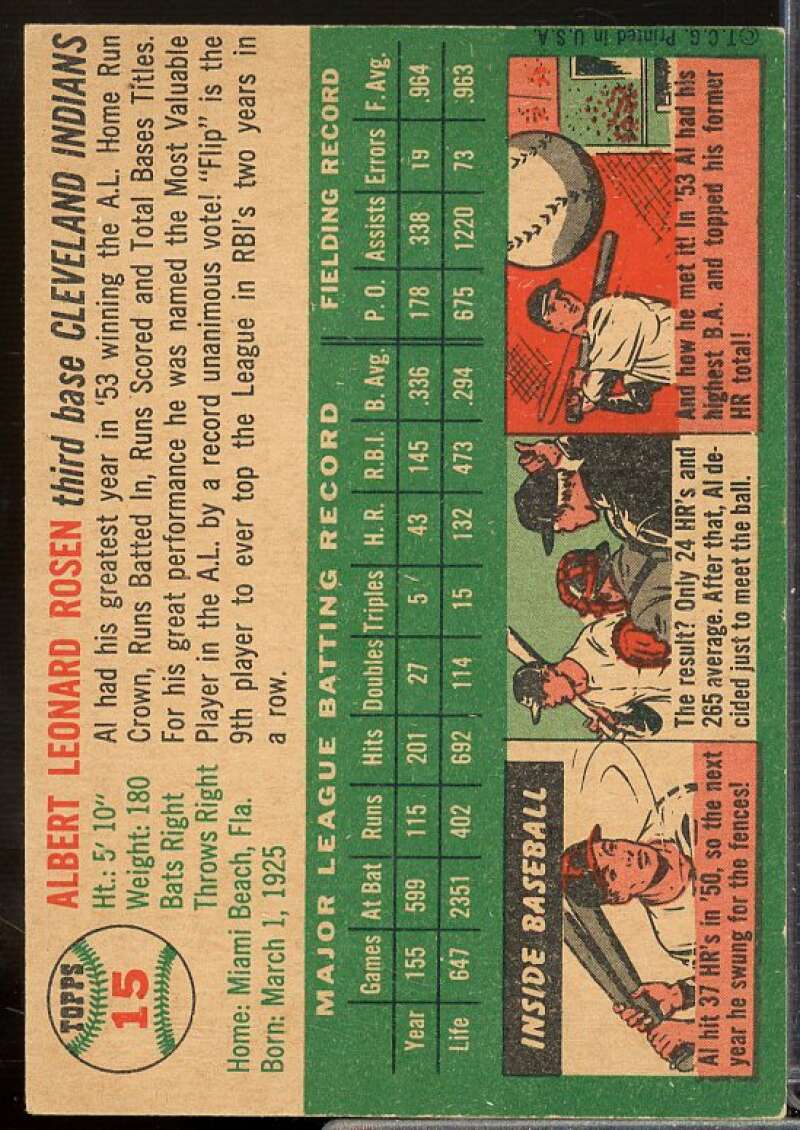 TOPPS
15
ALBERT LEONARD ROSEN third base CLEVELAND INDIANS
Ht.: 5' 10"
Weight: 180
Bats Right
Throws Right
Home: Miami Beach, Fla.
Born: March 1, 1925
Al had his greatest year in '53 winning the A.L. Home Run
Crown, Runs Batted In, Runs Scored and Total Bases Titles.
For his great performance he was named the Most Valuable
Player in the A.L. by a record unanimous vote! "Flip" is the
9th player to ever top the League in RBI's two years in
a row.
MAJOR LEAGUE BATTING RECORD FIELDING RECORD
Games At Bat Runs Hits Doubles Triples H.R. R.B.I. B. Avg. P.O. Assists Errors F. Avg.
Year 155 599 115 201 27 5 43 145 .336 178 338 19 .964
Life 647 2351 402 692 114 15 132 473 .294 675 1220 73 .963
INSIDE BASEBALL
Al hit 37 HR's in '50, so the next
year he swung for the fences!
The result? Only 24 HR's and
265 average. After that, Al de-
cided just to meet the ball.
And how he met it! In '53 Al had his
highest B.A. and topped his former
HR total!
©T.C.G. Printed in U.S.A.